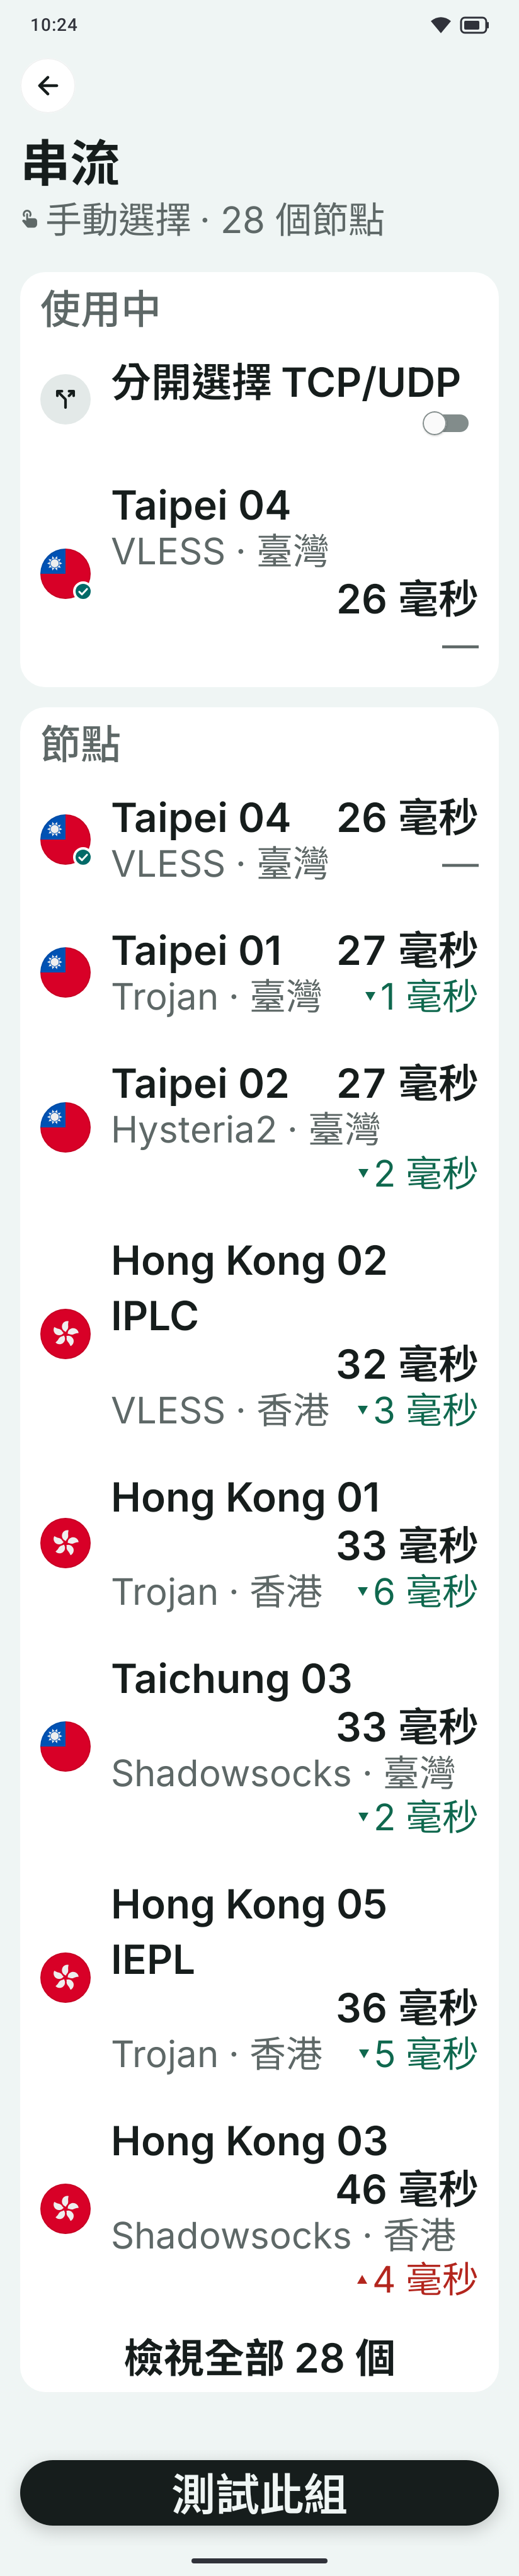 10:24
串流
手動選擇 · 28 個節點
使用中
分開選擇 TCP/UDP
Taipei 04
VLESS · 臺灣
26 毫秒
—
節點
Taipei 04 26 毫秒
VLESS · 臺灣 —
Taipei 01 27 毫秒
Trojan · 臺灣 ▼1 毫秒
Taipei 02 27 毫秒
Hysteria2 · 臺灣
▼2 毫秒
Hong Kong 02
IPLC
32 毫秒
VLESS · 香港 ▼3 毫秒
Hong Kong 01
33 毫秒
Trojan · 香港 ▼6 毫秒
Taichung 03
33 毫秒
Shadowsocks · 臺灣
▼2 毫秒
Hong Kong 05
IEPL
36 毫秒
Trojan · 香港 ▼5 毫秒
Hong Kong 03
46 毫秒
Shadowsocks · 香港
▲4 毫秒
檢視全部 28 個
測試此組